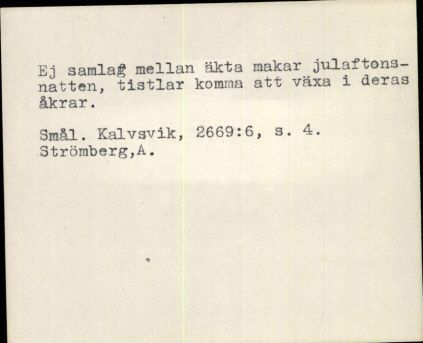 Ej samlag mellan äkta makar julaftons-
natten, tistlar komma att växa i deras
åkrar.
Smål. Kalvsvik, 2669:6, s. 4.
Strömberg,A.